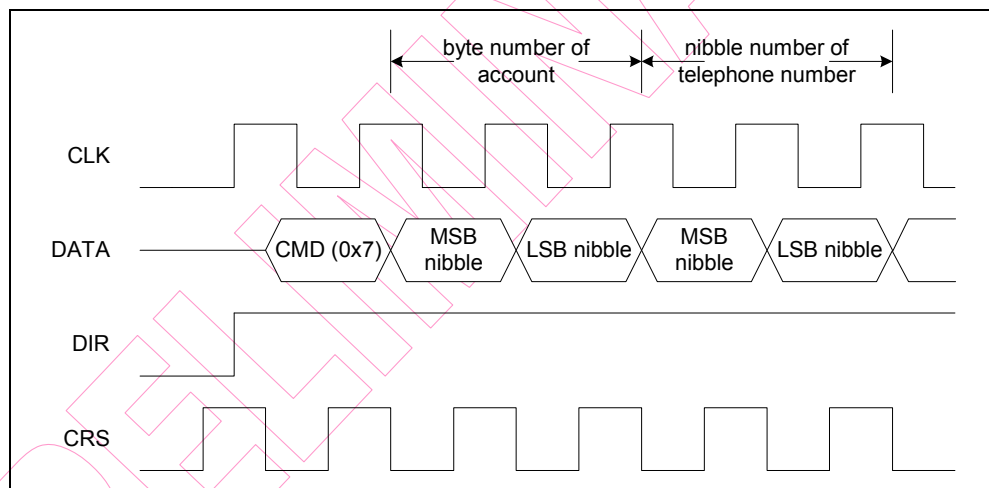 byte number of
account
nibble number of
telephone number
CLK
DATA
CMD (0x7)
MSB
nibble
LSB nibble
MSB
nibble
LSB nibble
DIR
CRS